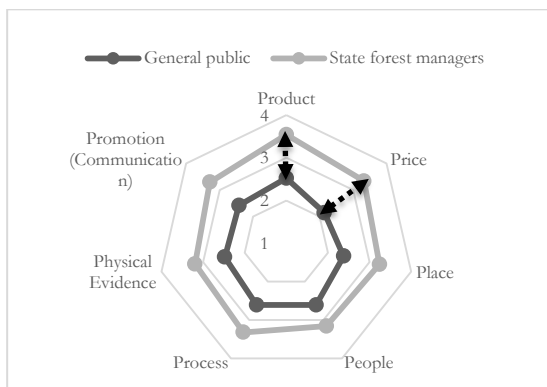 General public
State forest managers
Product
4
Promotion
(Communicatio
n)
Price
3
2
1
Physical
Evidence
Place
Process
People